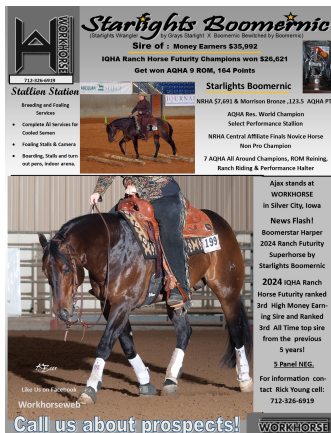 Starlights Boomernic
(Starlights Wrangler by Grays Starlight X Boomernic Bewitched by Boomernic)
Sire of : Money Earners $35,992
IQHA Ranch Horse Futurity Champions won $26,621
Get won AQHA 9 ROM, 164 Points
WORKHORSE
712-326-6919
Stallion Station
Breeding and Foaling
Services
• Complete AI Services for
Cooled Semen
• Foaling Stalls & Camera
• Boarding, Stalls and turn
out pens, indoor arena.
Starlights Boomernic
NRHA $7,691 & Morrison Bronze ,123.5 AQHA PT
AQHA Res. World Champion
Select Performance Stallion
NRHA Central Affiliate Finals Novice Horse
Non Pro Champion
7 AQHA All Around Champions, ROM Reining,
Ranch Riding & Performance Halter
199
Ajax stands at
WORKHORSE
in Silver City, Iowa
News Flash!
Boomerstar Harper
2024 Ranch Futurity
Superhorse by
Starlights Boomernic
2024 IQHA Ranch
Horse Futurity ranked
3rd High Money Earn-
ing Sire and Ranked
3rd All Time top sire
from the previous
5 years!
5 Panel NEG.
For information con-
tact Rick Young cell:
712-326-6919
Like Us on Facebook
Workhorseweb
Call us about prospects!
WORKHORSE